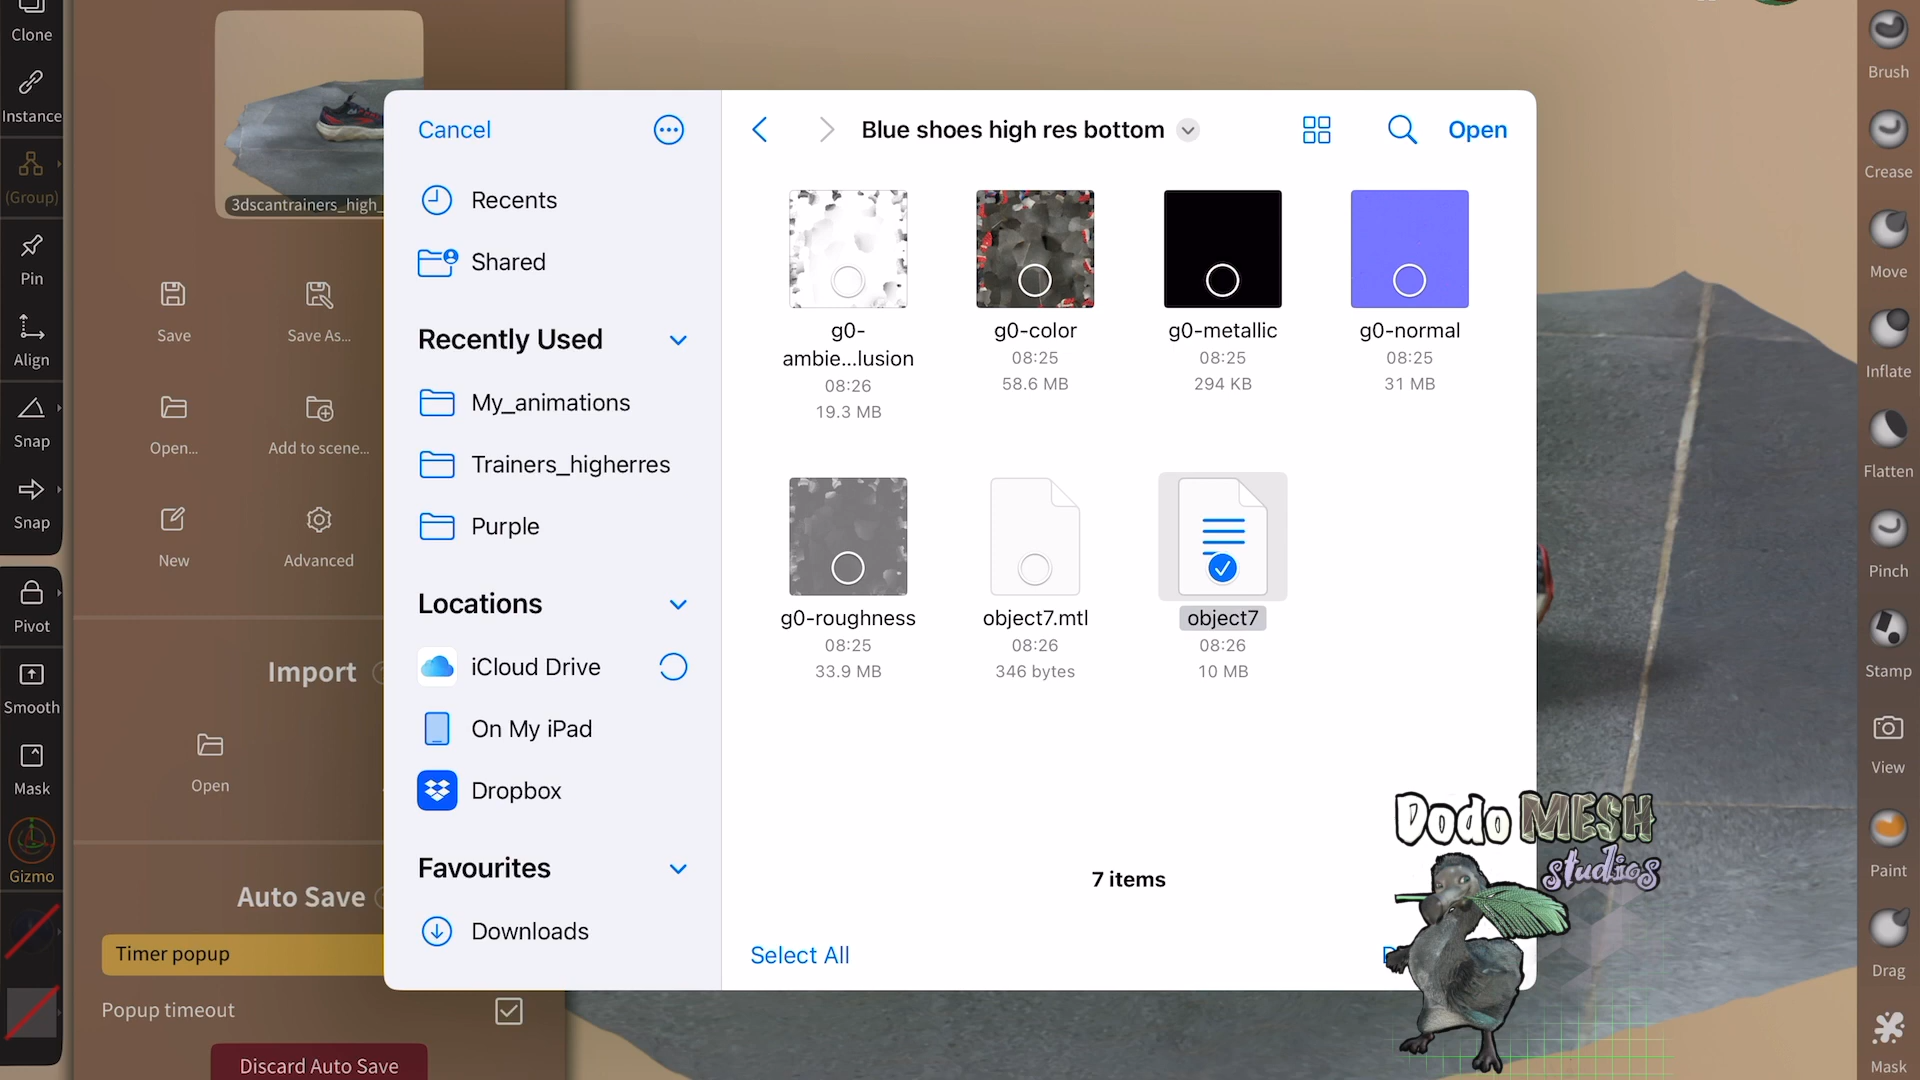 Clone
Instance
(Group)
Pin
Align
Snap
Snap
Pivot
Smooth
Mask
Gizmo
3dscantrainers_high_
Save
Save As...
Open...
Add to scene...
New
Advanced
Import
Open
Auto Save
Timer popup
Popup timeout
Discard Auto Save
Cancel
Recents
Shared
Recently Used
My_animations
Trainers_higherres
Purple
Locations
iCloud Drive
On My iPad
Dropbox
Favourites
Downloads
Blue shoes high res bottom
Open
g0-
ambie...lusion
08:26
19.3 MB
g0-color
08:25
58.6 MB
g0-metallic
08:25
294 KB
g0-normal
08:25
31 MB
g0-roughness
08:25
33.9 MB
object7.mtl
08:26
346 bytes
object7
08:26
10 MB
7 items
Select All
Dodo MESH
studios
Brush
Crease
Move
Inflate
Flatten
Pinch
Stamp
View
Paint
Drag
Mask